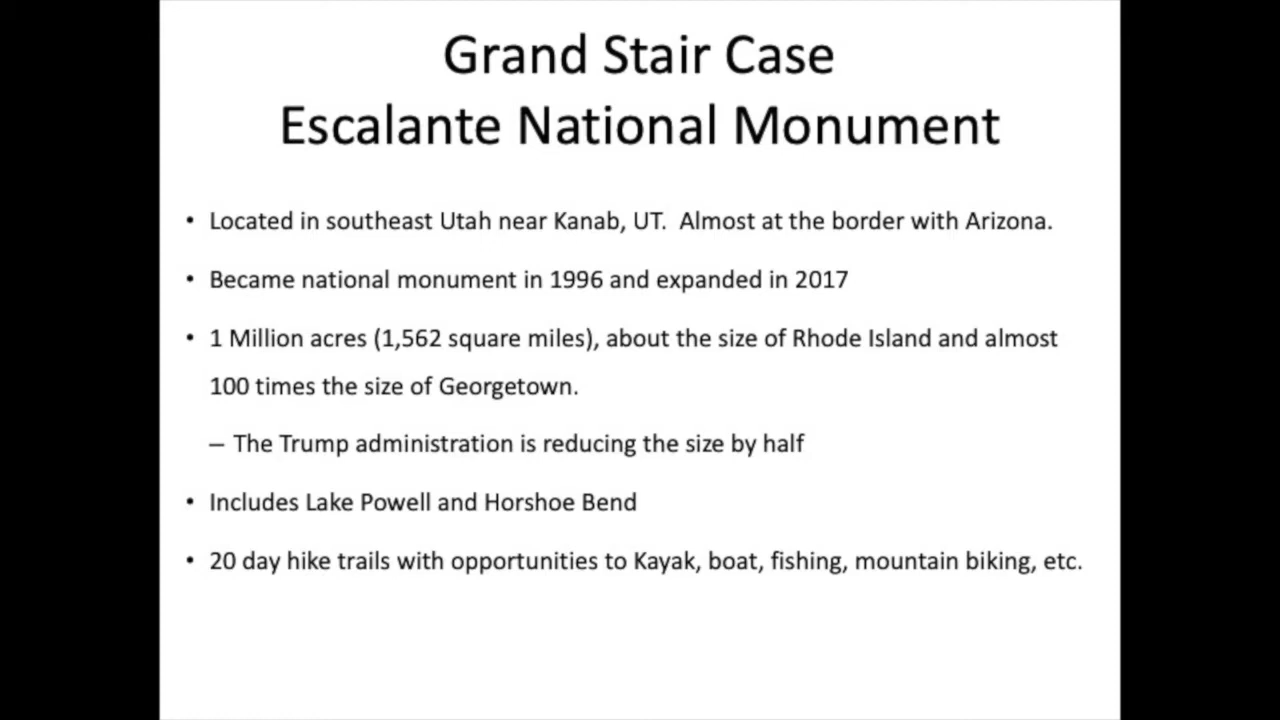 Grand Stair Case
Escalante National Monument
• Located in southeast Utah near Kanab, UT.  Almost at the border with Arizona.
• Became national monument in 1996 and expanded in 2017
• 1 Million acres (1,562 square miles), about the size of Rhode Island and almost
100 times the size of Georgetown.
– The Trump administration is reducing the size by half
• Includes Lake Powell and Horshoe Bend
• 20 day hike trails with opportunities to Kayak, boat, fishing, mountain biking, etc.